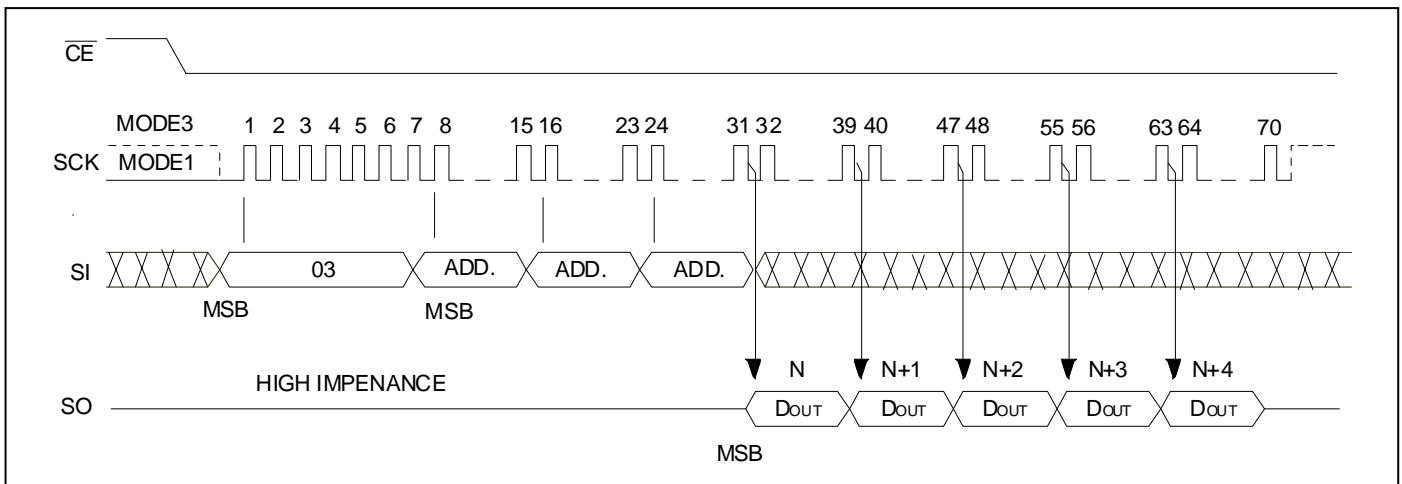 CE
MODE3 1 2 3 4 5 6 7 8 15 16 23 24 31 32 39 40 47 48 55 56 63 64 70
SCK MODE1
SI 03 ADD. ADD. ADD.
MSB MSB
HIGH IMPENANCE N N+1 N+2 N+3 N+4
SO DOUT DOUT DOUT DOUT DOUT
MSB